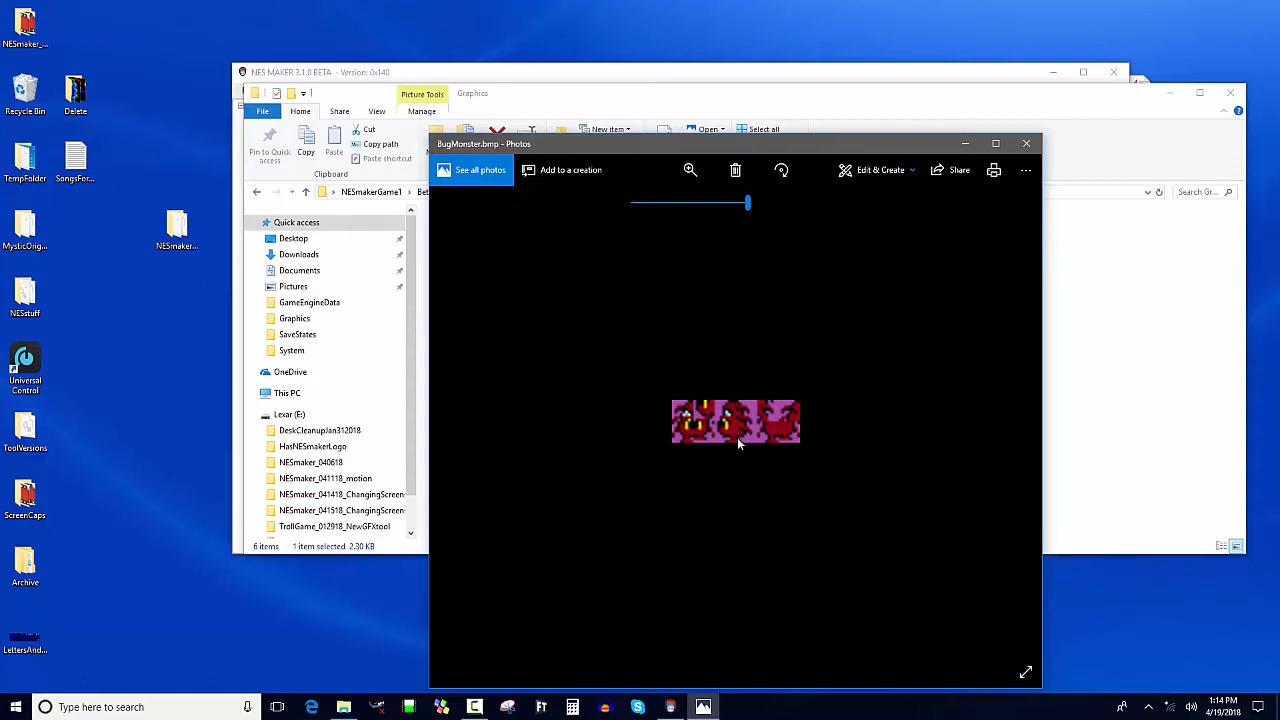 NESmaker_...
Recycle Bin
Delete
TempFolder
SongsFor...
MysticOrig...
NESmaker...
NESstuff
Universal
Control
ToolVersions
ScreenCaps
Archive
LettersAnd...
NES MAKER 3.1.0 BETA - Version: 0x140
Picture Tools
Graphics
File
Home
Share
View
Manage
Pin to Quick
access
Copy
Paste
Cut
Copy path
Paste shortcut
Clipboard
New item
Open
Select all
NESmakerGame1
Bet
Search Gr...
Quick access
Desktop
Downloads
Documents
Pictures
GameEngineData
Graphics
SaveStates
System
OneDrive
This PC
Lexar (E:)
DeskCleanupJan312018
HasNESmakerLogo
NESmaker_040618
NESmaker_041118_motion
NESmaker_041418_ChangingScreen
NESmaker_041518_ChangingScreen
TrollGame_012918_NewGFXtool
6 items 1 item selected 2.30 KB
BugMonster.bmp - Photos
See all photos
Add to a creation
Edit & Create
Share
Type here to search
1:14 PM
4/19/2018